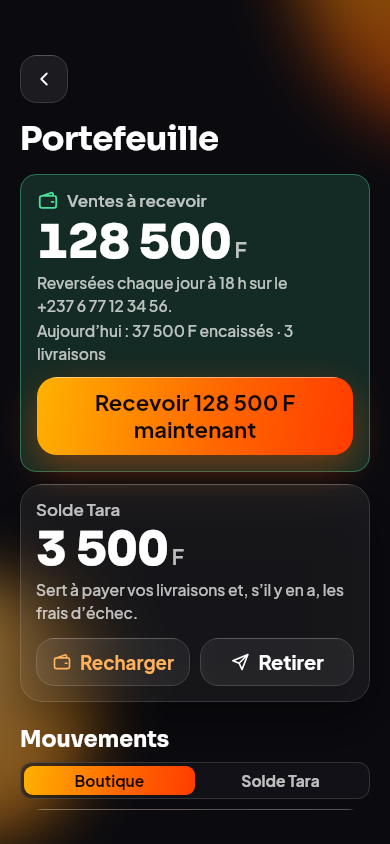 Portefeuille
Ventes à recevoir
128 500 F
Reversées chaque jour à 18 h sur le
+237 6 77 12 34 56.
Aujourd’hui : 37 500 F encaissés · 3
livraisons
Recevoir 128 500 F
maintenant
Solde Tara
3 500 F
Sert à payer vos livraisons et, s’il y en a, les
frais d’échec.
Recharger
Retirer
Mouvements
Boutique
Solde Tara